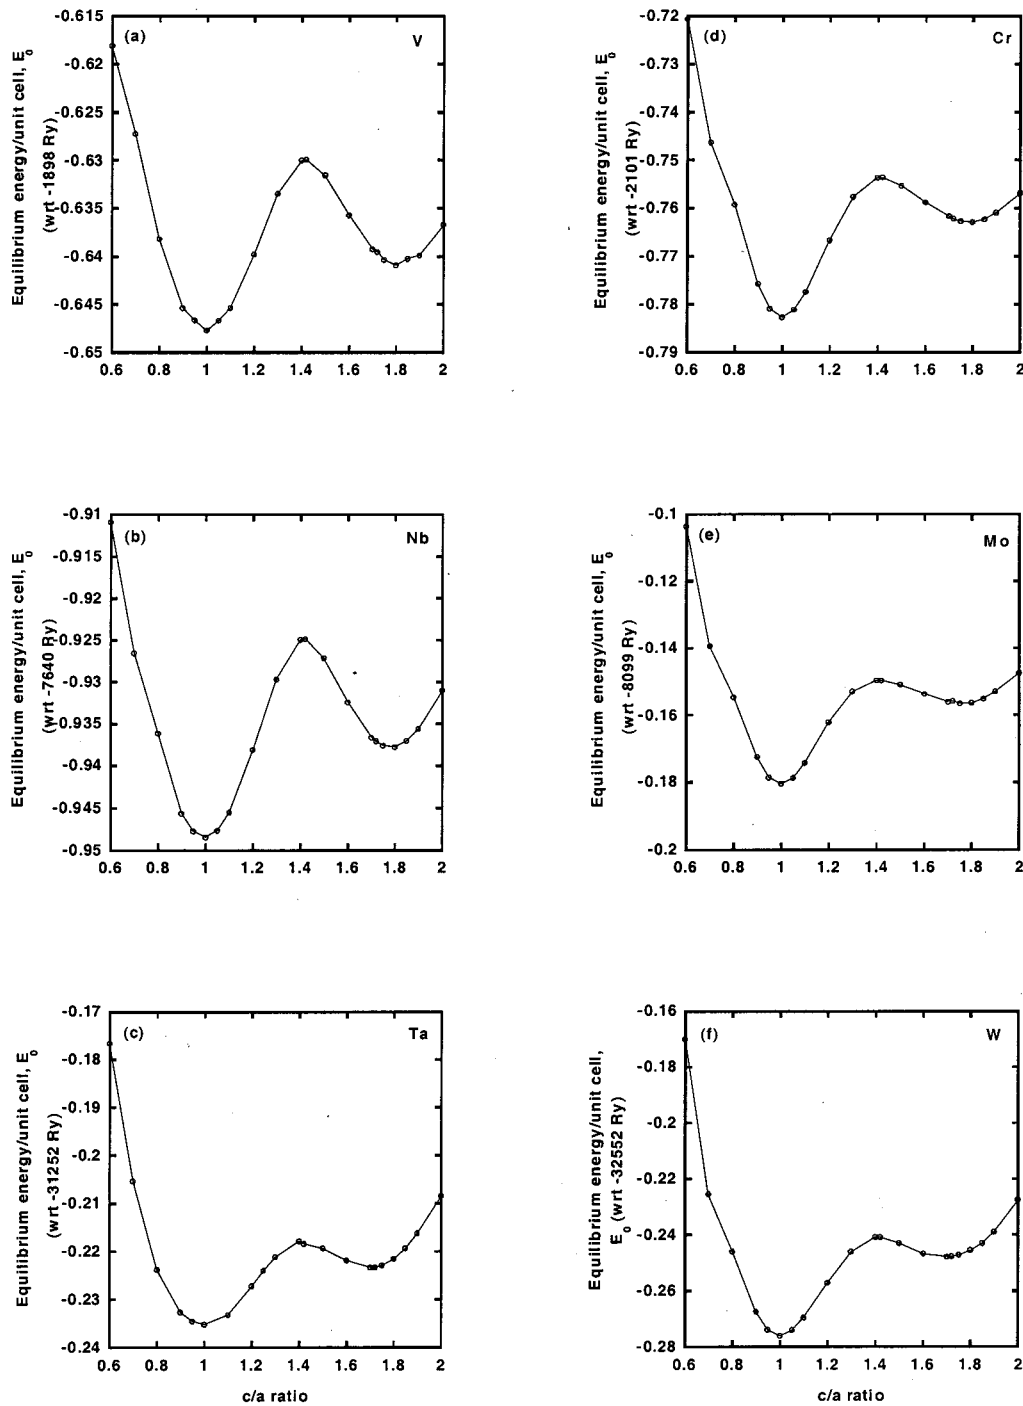 (a)
V
Equilibrium energy/unit cell, E0
(wrt -1898 Ry)
-0.615
-0.62
-0.625
-0.63
-0.635
-0.64
-0.645
-0.65
0.6 0.8 1 1.2 1.4 1.6 1.8 2
(d)
Cr
Equilibrium energy/unit cell, E0
(wrt -2101 Ry)
-0.72
-0.73
-0.74
-0.75
-0.76
-0.77
-0.78
-0.79
0.6 0.8 1 1.2 1.4 1.6 1.8 2
(b)
Nb
Equilibrium energy/unit cell, E0
(wrt -7640 Ry)
-0.91
-0.915
-0.92
-0.925
-0.93
-0.935
-0.94
-0.945
-0.95
0.6 0.8 1 1.2 1.4 1.6 1.8 2
(e)
Mo
Equilibrium energy/unit cell, E0
(wrt -8099 Ry)
-0.1
-0.12
-0.14
-0.16
-0.18
-0.2
0.6 0.8 1 1.2 1.4 1.6 1.8 2
(c)
Ta
Equilibrium energy/unit cell, E0
(wrt -31252 Ry)
-0.17
-0.18
-0.19
-0.2
-0.21
-0.22
-0.23
-0.24
0.6 0.8 1 1.2 1.4 1.6 1.8 2
c/a ratio
(f)
W
Equilibrium energy/unit cell,
E0 (wrt -32552 Ry)
-0.16
-0.18
-0.2
-0.22
-0.24
-0.26
-0.28
0.6 0.8 1 1.2 1.4 1.6 1.8 2
c/a ratio